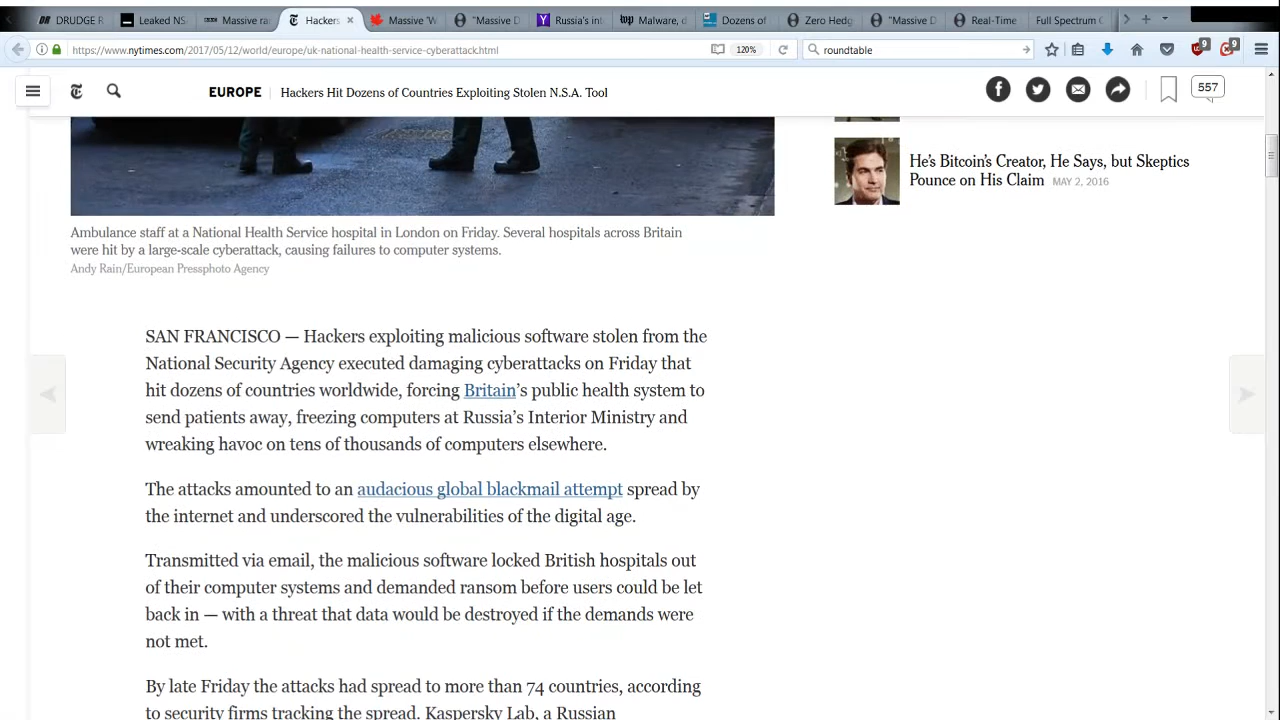 DRUDGE R
Leaked NS
Massive ra
Hackers
Massive 'W
"Massive D
Russia's in
Malware, d
Dozens of
Zero Hedg
"Massive D
Real-Time
Full Spectrum C
https://www.nytimes.com/2017/05/12/world/europe/uk-national-health-service-cyberattack.html
120%
roundtable
9
9
EUROPE
Hackers Hit Dozens of Countries Exploiting Stolen N.S.A. Tool
557
He's Bitcoin's Creator, He Says, but Skeptics
Pounce on His Claim MAY 2, 2016
Ambulance staff at a National Health Service hospital in London on Friday. Several hospitals across Britain
were hit by a large-scale cyberattack, causing failures to computer systems.
Andy Rain/European Pressphoto Agency
SAN FRANCISCO — Hackers exploiting malicious software stolen from the
National Security Agency executed damaging cyberattacks on Friday that
hit dozens of countries worldwide, forcing Britain's public health system to
send patients away, freezing computers at Russia's Interior Ministry and
wreaking havoc on tens of thousands of computers elsewhere.
The attacks amounted to an audacious global blackmail attempt spread by
the internet and underscored the vulnerabilities of the digital age.
Transmitted via email, the malicious software locked British hospitals out
of their computer systems and demanded ransom before users could be let
back in — with a threat that data would be destroyed if the demands were
not met.
By late Friday the attacks had spread to more than 74 countries, according
to security firms tracking the spread. Kaspersky Lab, a Russian